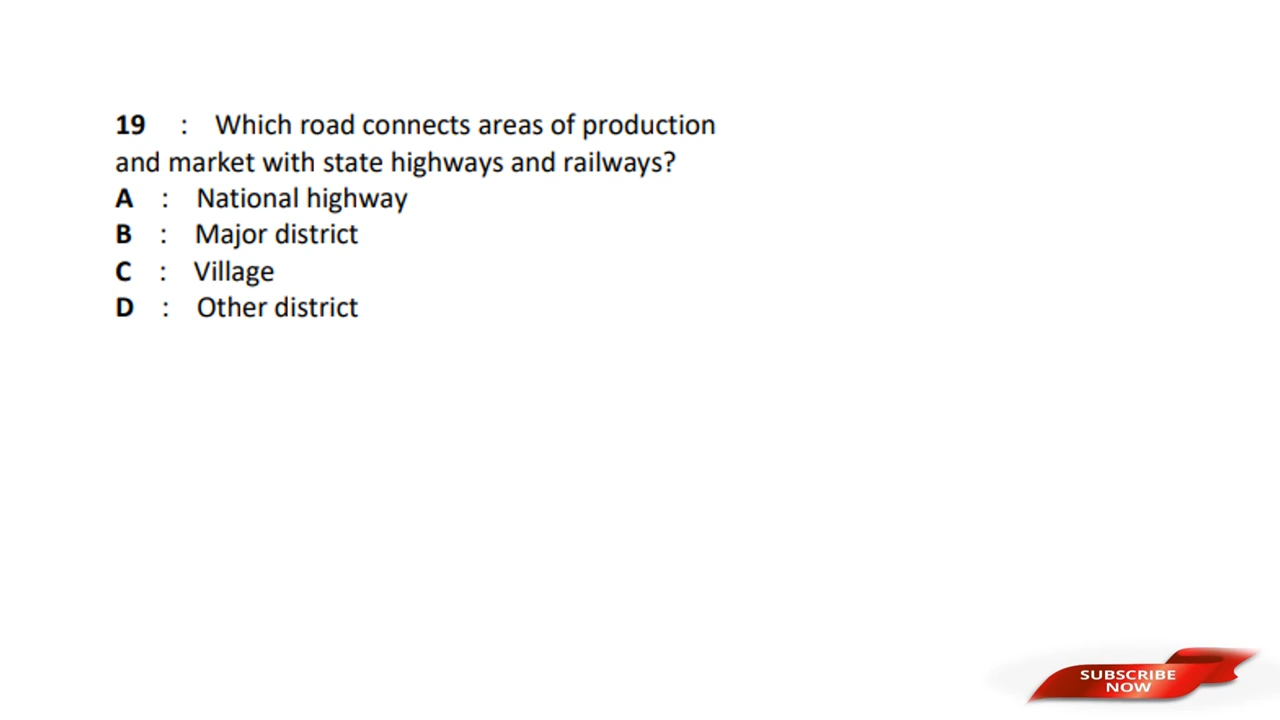 19 : Which road connects areas of production
and market with state highways and railways?
A : National highway
B : Major district
C : Village
D : Other district
SUBSCRIBE
NOW